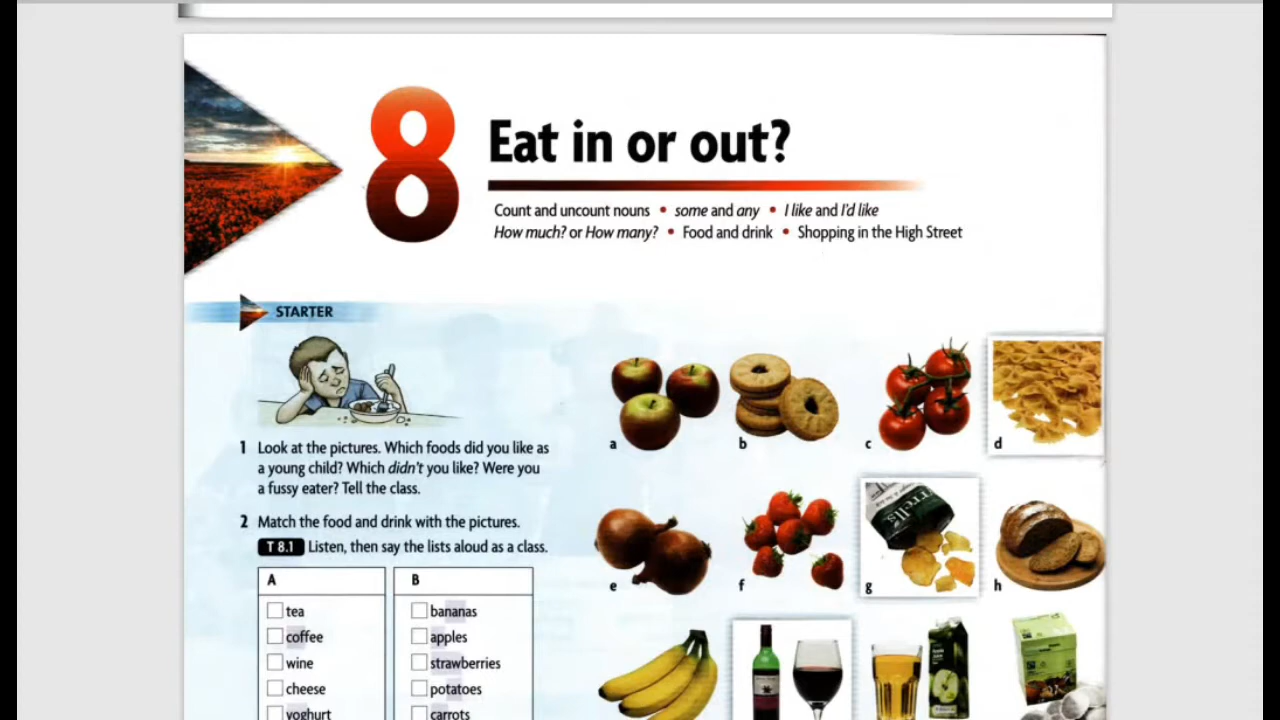 8
Eat in or out?
Count and uncount nouns • some and any • I like and I'd like
How much? or How many? • Food and drink • Shopping in the High Street
STARTER
1 Look at the pictures. Which foods did you like as
a young child? Which didn't you like? Were you
a fussy eater? Tell the class.
2 Match the food and drink with the pictures.
T 8.1 Listen, then say the lists aloud as a class.
A
tea
coffee
wine
cheese
yoghurt
B
bananas
apples
strawberries
potatoes
carrots
a
b
c
d
e
f
g
h